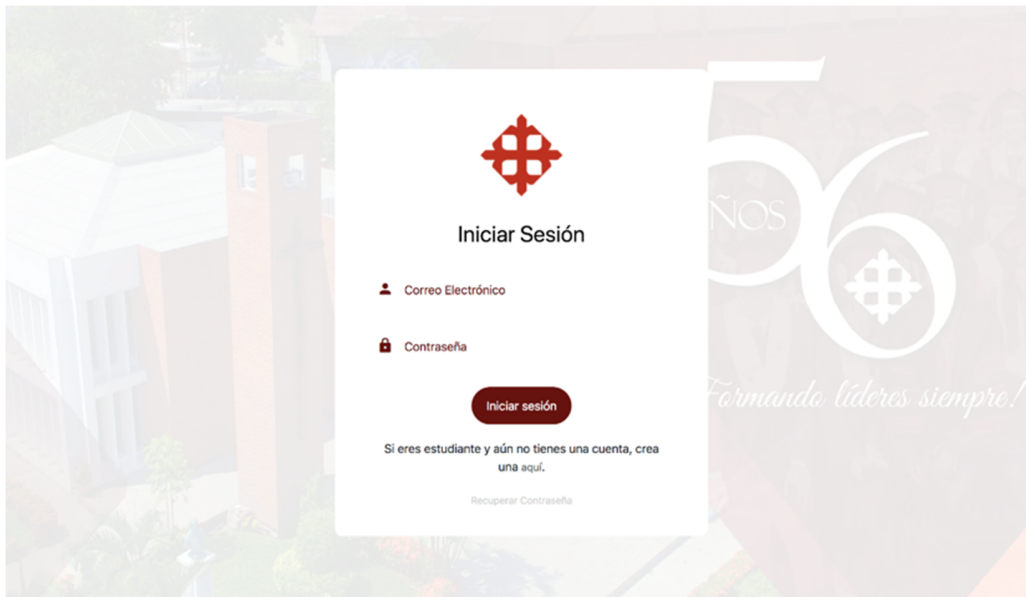 56
ÑOS
Formando líderes siempre!
Iniciar Sesión
Correo Electrónico
Contraseña
Iniciar sesión
Si eres estudiante y aún no tienes una cuenta, crea
una aquí.
Recuperar Contraseña